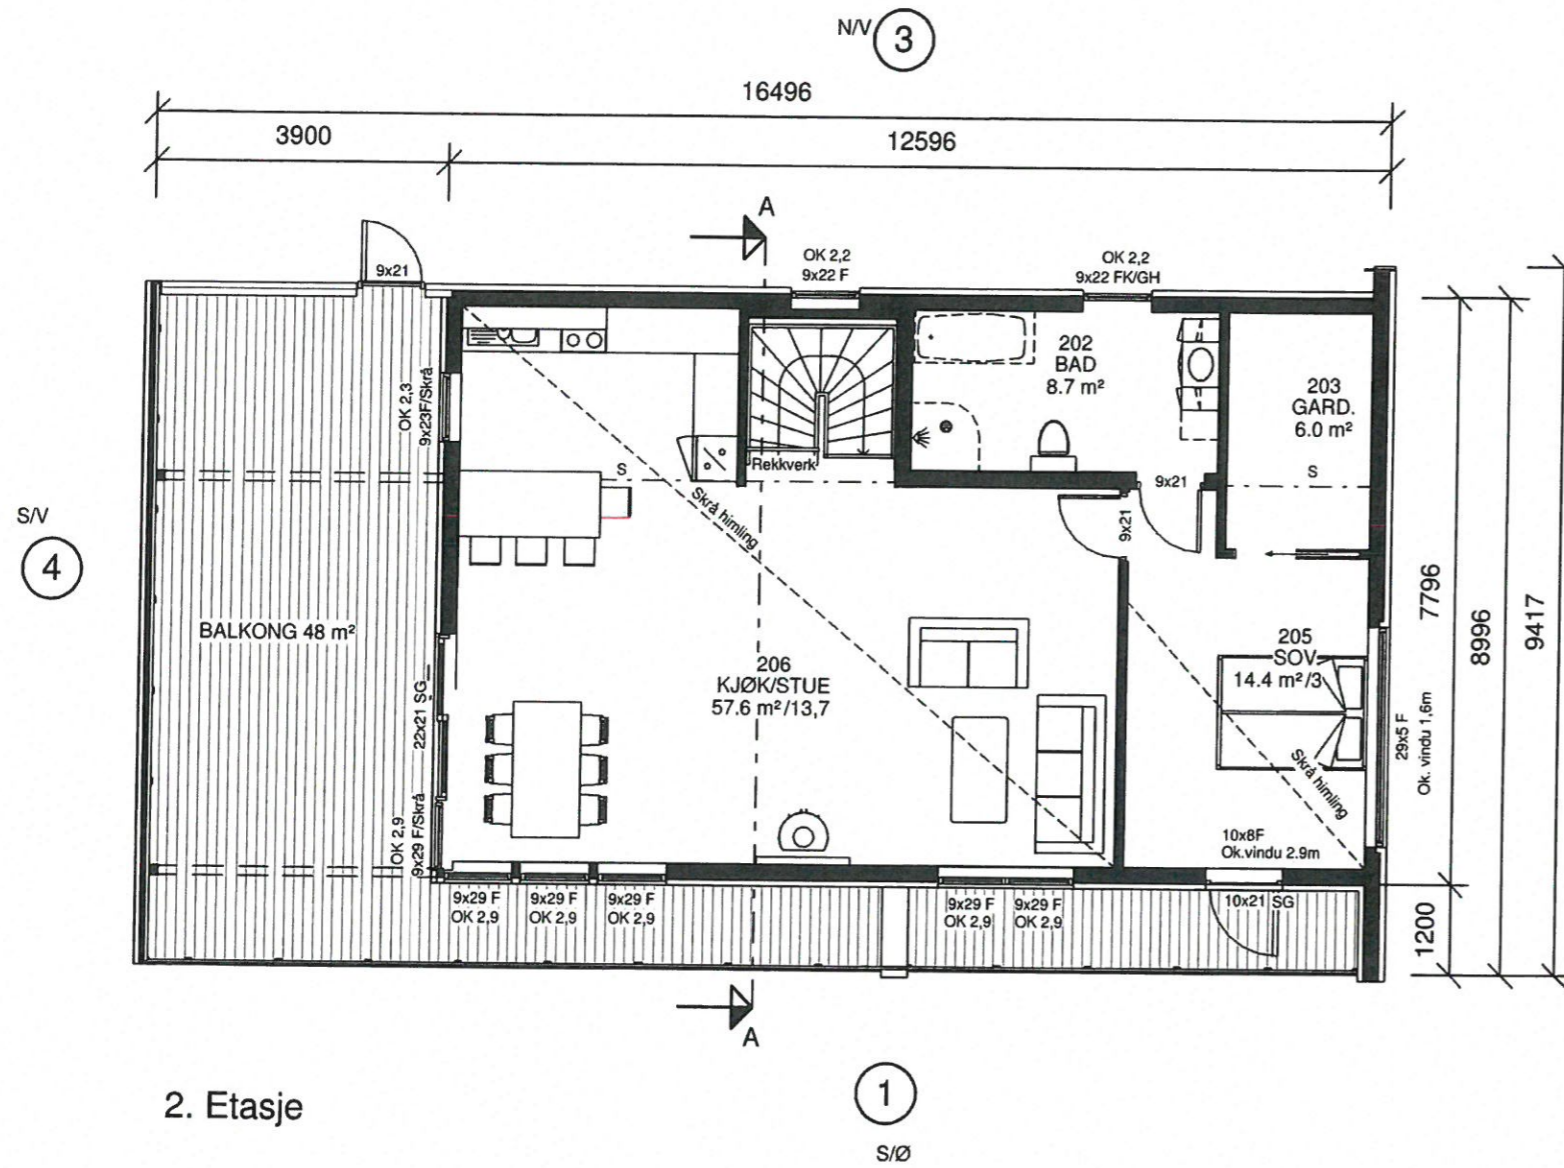 N/V
3
16496
3900
12596
A
9x21
OK 2,2
9x22 F
OK 2,2
9x22 FK/GH
202
BAD
8.7 m²
203
GARD.
6.0 m²
OK 2,3
9x23F/Skrå
S
Rekkverk
9x21
S
Skrå himling
9x21
S/V
4
7796
8996
9417
BALKONG 48 m²
206
KJØK/STUE
57.6 m²/13,7
205
SOV
14.4 m²/3
22x21 SG
29x5 F
Ok. vindu 1,6m
Skrå himling
OK 2,9
9x29 F/Skrå
10x8F
Ok.vindu 2.9m
9x29 F
OK 2,9
9x29 F
OK 2,9
9x29 F
OK 2,9
9x29 F
OK 2,9
9x29 F
OK 2,9
10x21 SG
1200
A
1
S/Ø
2. Etasje